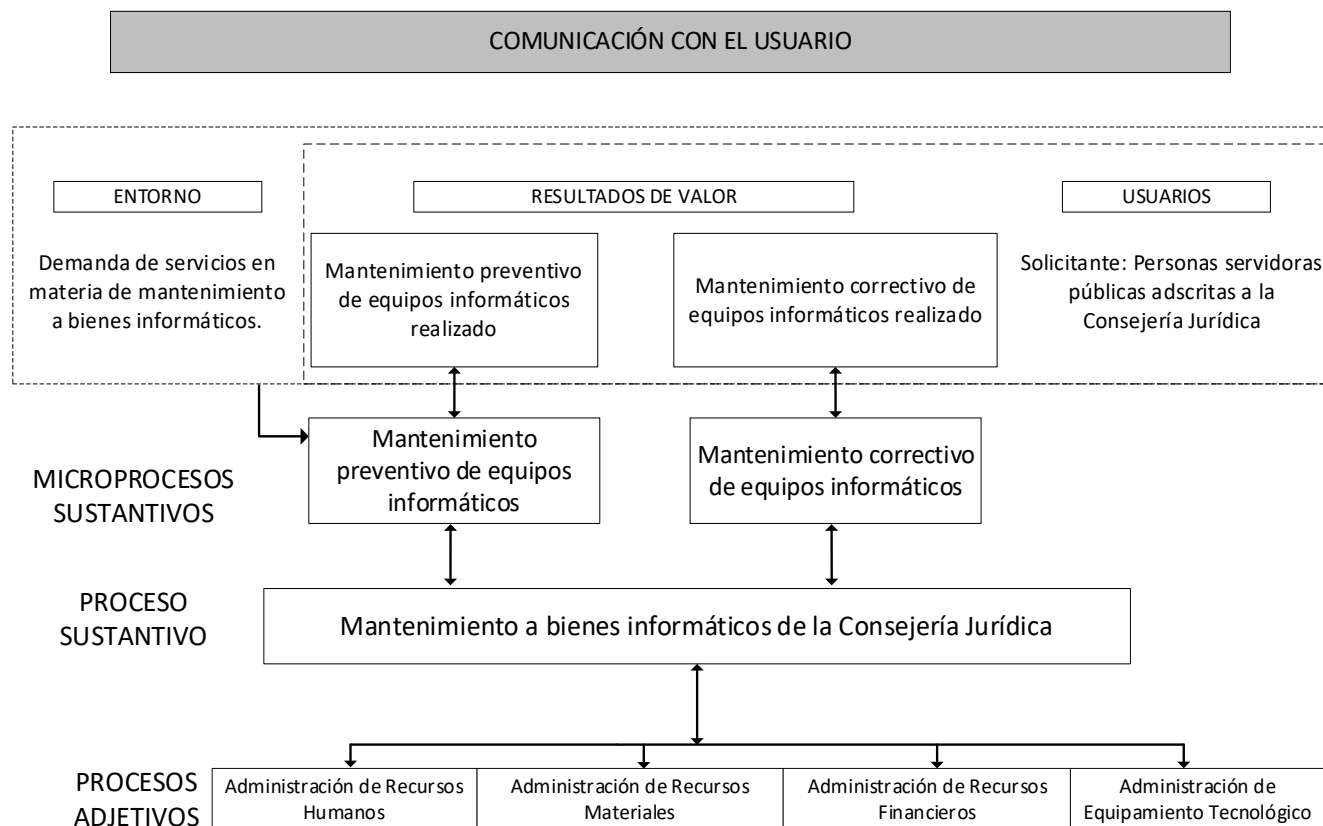 COMUNICACIÓN CON EL USUARIO
ENTORNO
RESULTADOS DE VALOR
USUARIOS
Demanda de servicios en
materia de mantenimiento
a bienes informáticos.
Mantenimiento preventivo
de equipos informáticos
realizado
Mantenimiento correctivo de
equipos informáticos realizado
Solicitante: Personas servidoras
públicas adscritas a la
Consejería Jurídica
MICROPROCESOS
SUSTANTIVOS
Mantenimiento
preventivo de equipos
informáticos
Mantenimiento correctivo
de equipos informáticos
PROCESO
SUSTANTIVO
Mantenimiento a bienes informáticos de la Consejería Jurídica
PROCESOS
ADJETIVOS
Administración de Recursos
Humanos
Administración de Recursos
Materiales
Administración de Recursos
Financieros
Administración de
Equipamiento Tecnológico